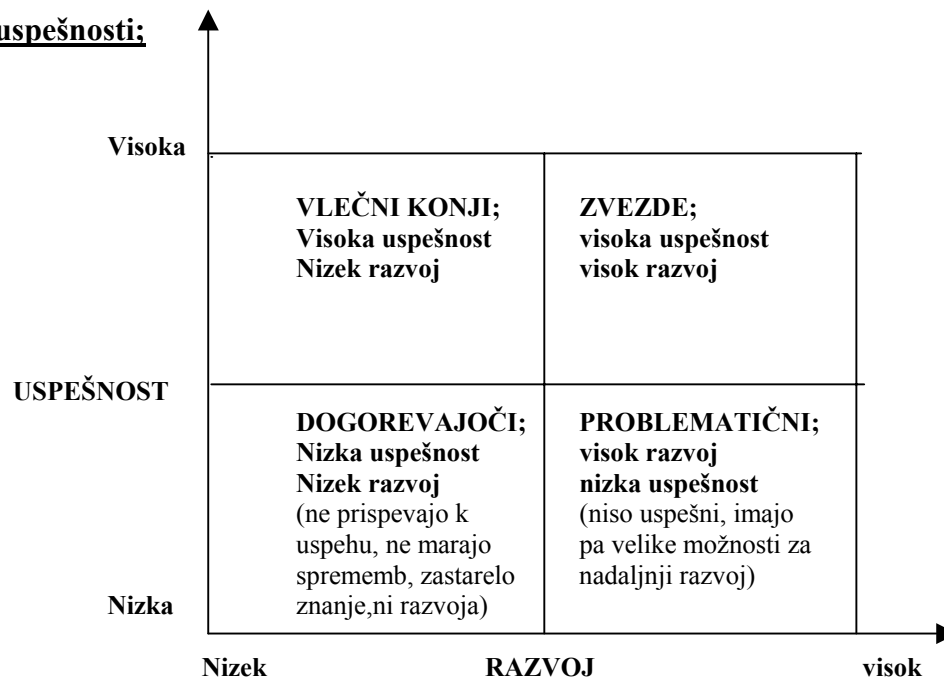 uspešnosti;
Visoka
VLEČNI KONJI;
Visoka uspešnost
Nizek razvoj
ZVEZDE;
visoka uspešnost
visok razvoj
USPEŠNOST
DOGOREVAJOČI;
Nizka uspešnost
Nizek razvoj
(ne prispevajo k
uspehu, ne marajo
sprememb, zastarelo
znanje,ni razvoja)
PROBLEMATIČNI;
visok razvoj
nizka uspešnost
(niso uspešni, imajo
pa velike možnosti za
nadaljnji razvoj)
Nizka
Nizek
RAZVOJ
visok